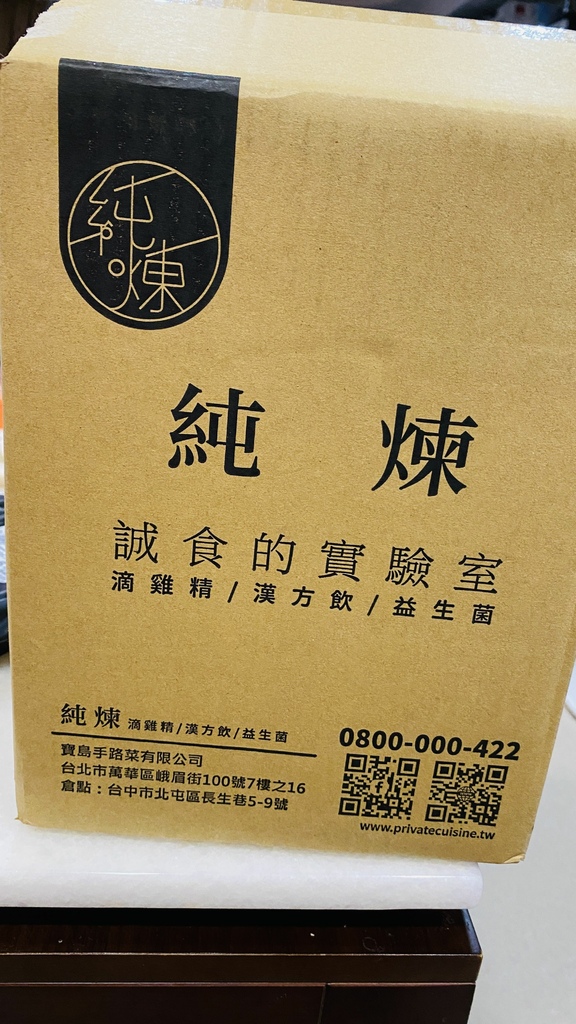 純煉
純 煉
誠食的實驗室
滴雞精/漢方飲/益生菌
純煉 滴雞精/漢方飲/益生菌
寶島手路菜有限公司
台北市萬華區峨眉街100號7樓之16
倉點：台中市北屯區長生巷5-9號
0800-000-422
www.privatecuisine.tw